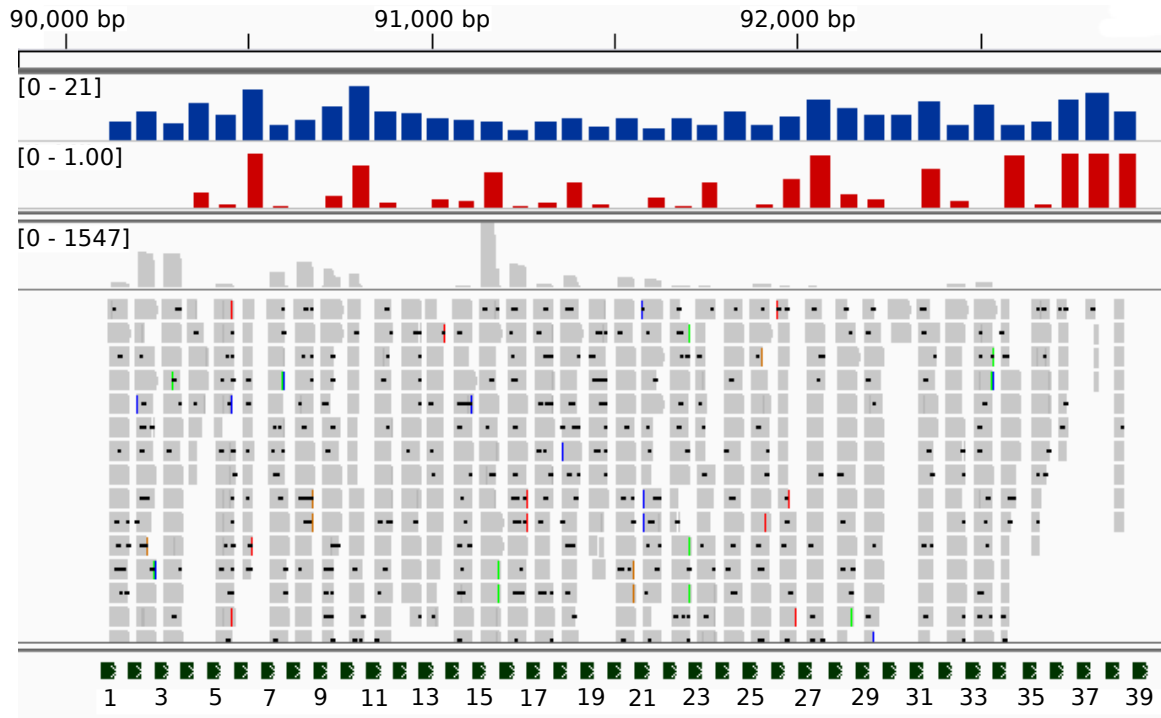 90,000 bp 91,000 bp 92,000 bp
[0 - 21]
[0 - 1.00]
[0 - 1547]
1 3 5 7 9 11 13 15 17 19 21 23 25 27 29 31 33 35 37 39